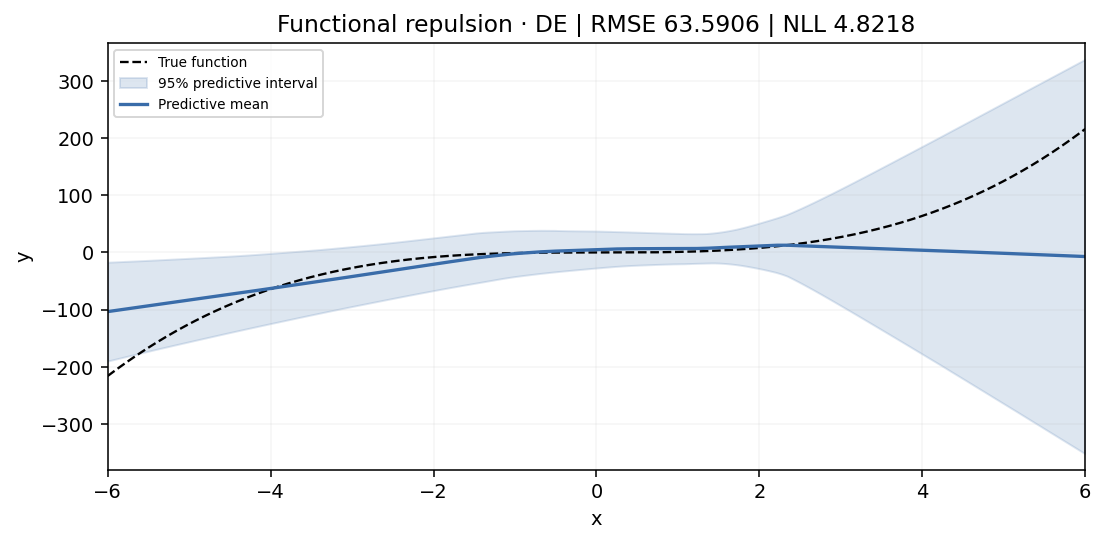 Functional repulsion · DE | RMSE 63.5906 | NLL 4.8218
True function
95% predictive interval
Predictive mean
300
200
100
0
−100
−200
−300
y
−6
−4
−2
0
2
4
6
x